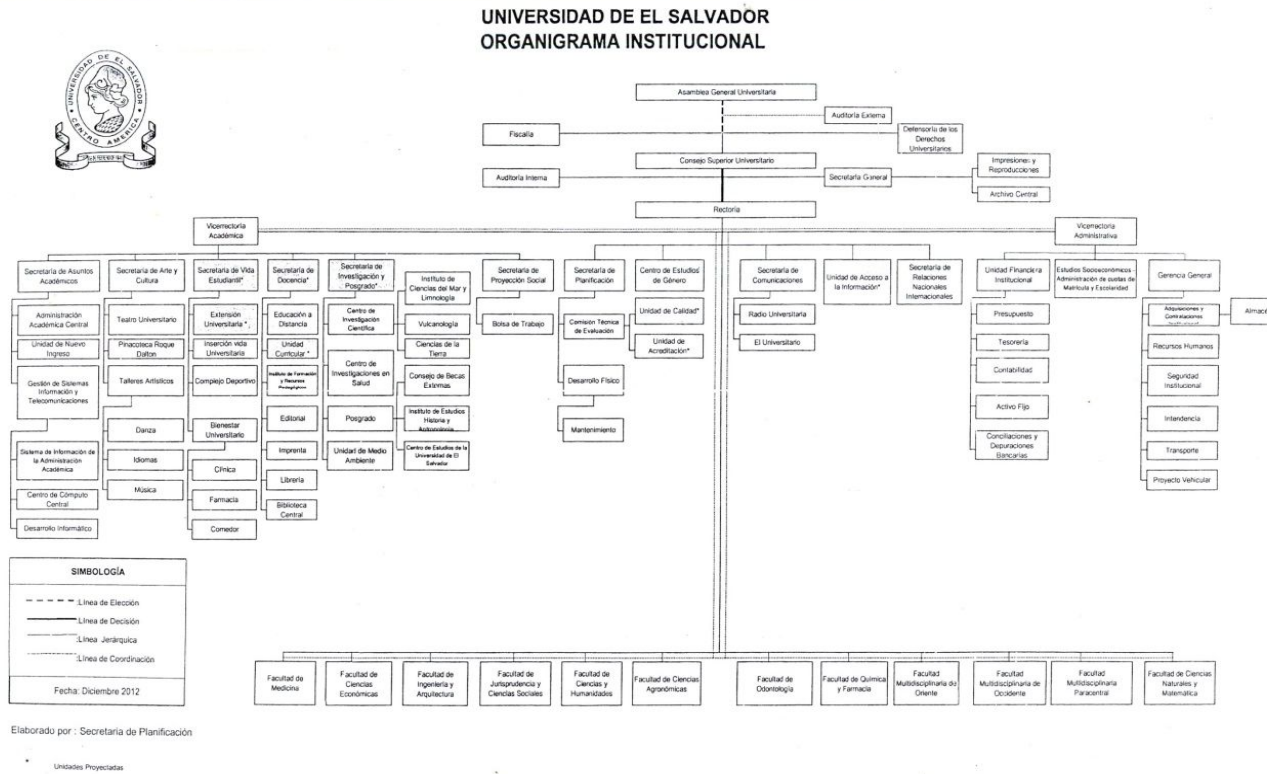 UNIVERSIDAD DE EL SALVADOR
ORGANIGRAMA INSTITUCIONAL
UNIVERSIDAD DE EL SALVADOR
CENTRO AMERICA
Asamblea General Universitaria
Auditoría Externa
Fiscalía
Defensoría de los
Derechos
Universitarios
Consejo Superior Universitario
Auditoría Interna
Secretaría General
Impresiones y
Reproducciones
Archivo Central
Rectoría
Vicerrectoría
Académica
Vicerrectoría
Administrativa
Secretaría de Asuntos
Académicos
Administración
Académica Central
Unidad de Nuevo
Ingreso
Gestión de Sistemas
Información y
Telecomunicaciones
Sistema de Información de
la Administración
Académica
Centro de Cómputo
Central
Desarrollo Informático
Secretaría de Arte y
Cultura
Teatro Universitario
Pinacoteca Roque
Dalton
Talleres Artísticos
Danza
Idiomas
Música
Secretaría de Vida
Estudiantil*
Extensión
Universitaria *
Inserción vida
Universitaria
Complejo Deportivo
Bienestar
Universitario
Clínica
Farmacia
Comedor
Secretaría de
Docencia*
Educación a
Distancia
Unidad
Curricular *
Instituto de Formación
y Recursos
Editorial
Imprenta
Librería
Biblioteca
Central
Secretaría de
Investigación y
Posgrado*
Centro de
Investigación
Científica
Centro de
Investigaciones en
Salud
Posgrado
Unidad de Medio
Ambiente
Instituto de
Ciencias del Mar y
Limnología
Vulcanología
Ciencias de la
Tierra
Consejo de Becas
Externas
Instituto de Estudios
Historia y
Centro de Estudios de la
Universidad de El
Salvador
Secretaría de
Proyección Social
Bolsa de Trabajo
Secretaría de
Planificación
Comisión Técnica
de Evaluación
Desarrollo Físico
Mantenimiento
Centro de Estudios
de Género
Unidad de Calidad*
Unidad de
Acreditación*
Secretaría de
Comunicaciones
Radio Universitaria
El Universitario
Unidad de Acceso a
la Información*
Secretaría de
Relaciones
Nacionales
Internacionales
Unidad Financiera
Institucional
Presupuesto
Tesorería
Contabilidad
Activo Fijo
Conciliaciones y
Depuraciones
Bancarias
Estudios Socioeconómicos -
Administración de cuotas de
Matrícula y Escolaridad
Gerencia General
Adquisiciones y
Contrataciones
Almacé
Recursos Humanos
Seguridad
Institucional
Intendencia
Transporte
Proyecto Vehicular
SIMBOLOGÍA
:Línea de Elección
:Línea de Decisión
:Línea Jerárquica
:Línea de Coordinación
Fecha: Diciembre 2012
Facultad de
Medicina
Facultad de
Ciencias
Económicas
Facultad de
Ingeniería y
Arquitectura
Facultad de
Jurisprudencia y
Ciencias Sociales
Facultad de
Ciencias y
Humanidades
Facultad de Ciencias
Agronómicas
Facultad de
Odontología
Facultad de Química
y Farmacia
Facultad
Multidisciplinaria de
Oriente
Facultad
Multidisciplinaria de
Occidente
Facultad
Multidisciplinaria
Paracentral
Facultad de Ciencias
Naturales y
Matemática
Elaborado por : Secretaría de Planificación
* Unidades Proyectadas